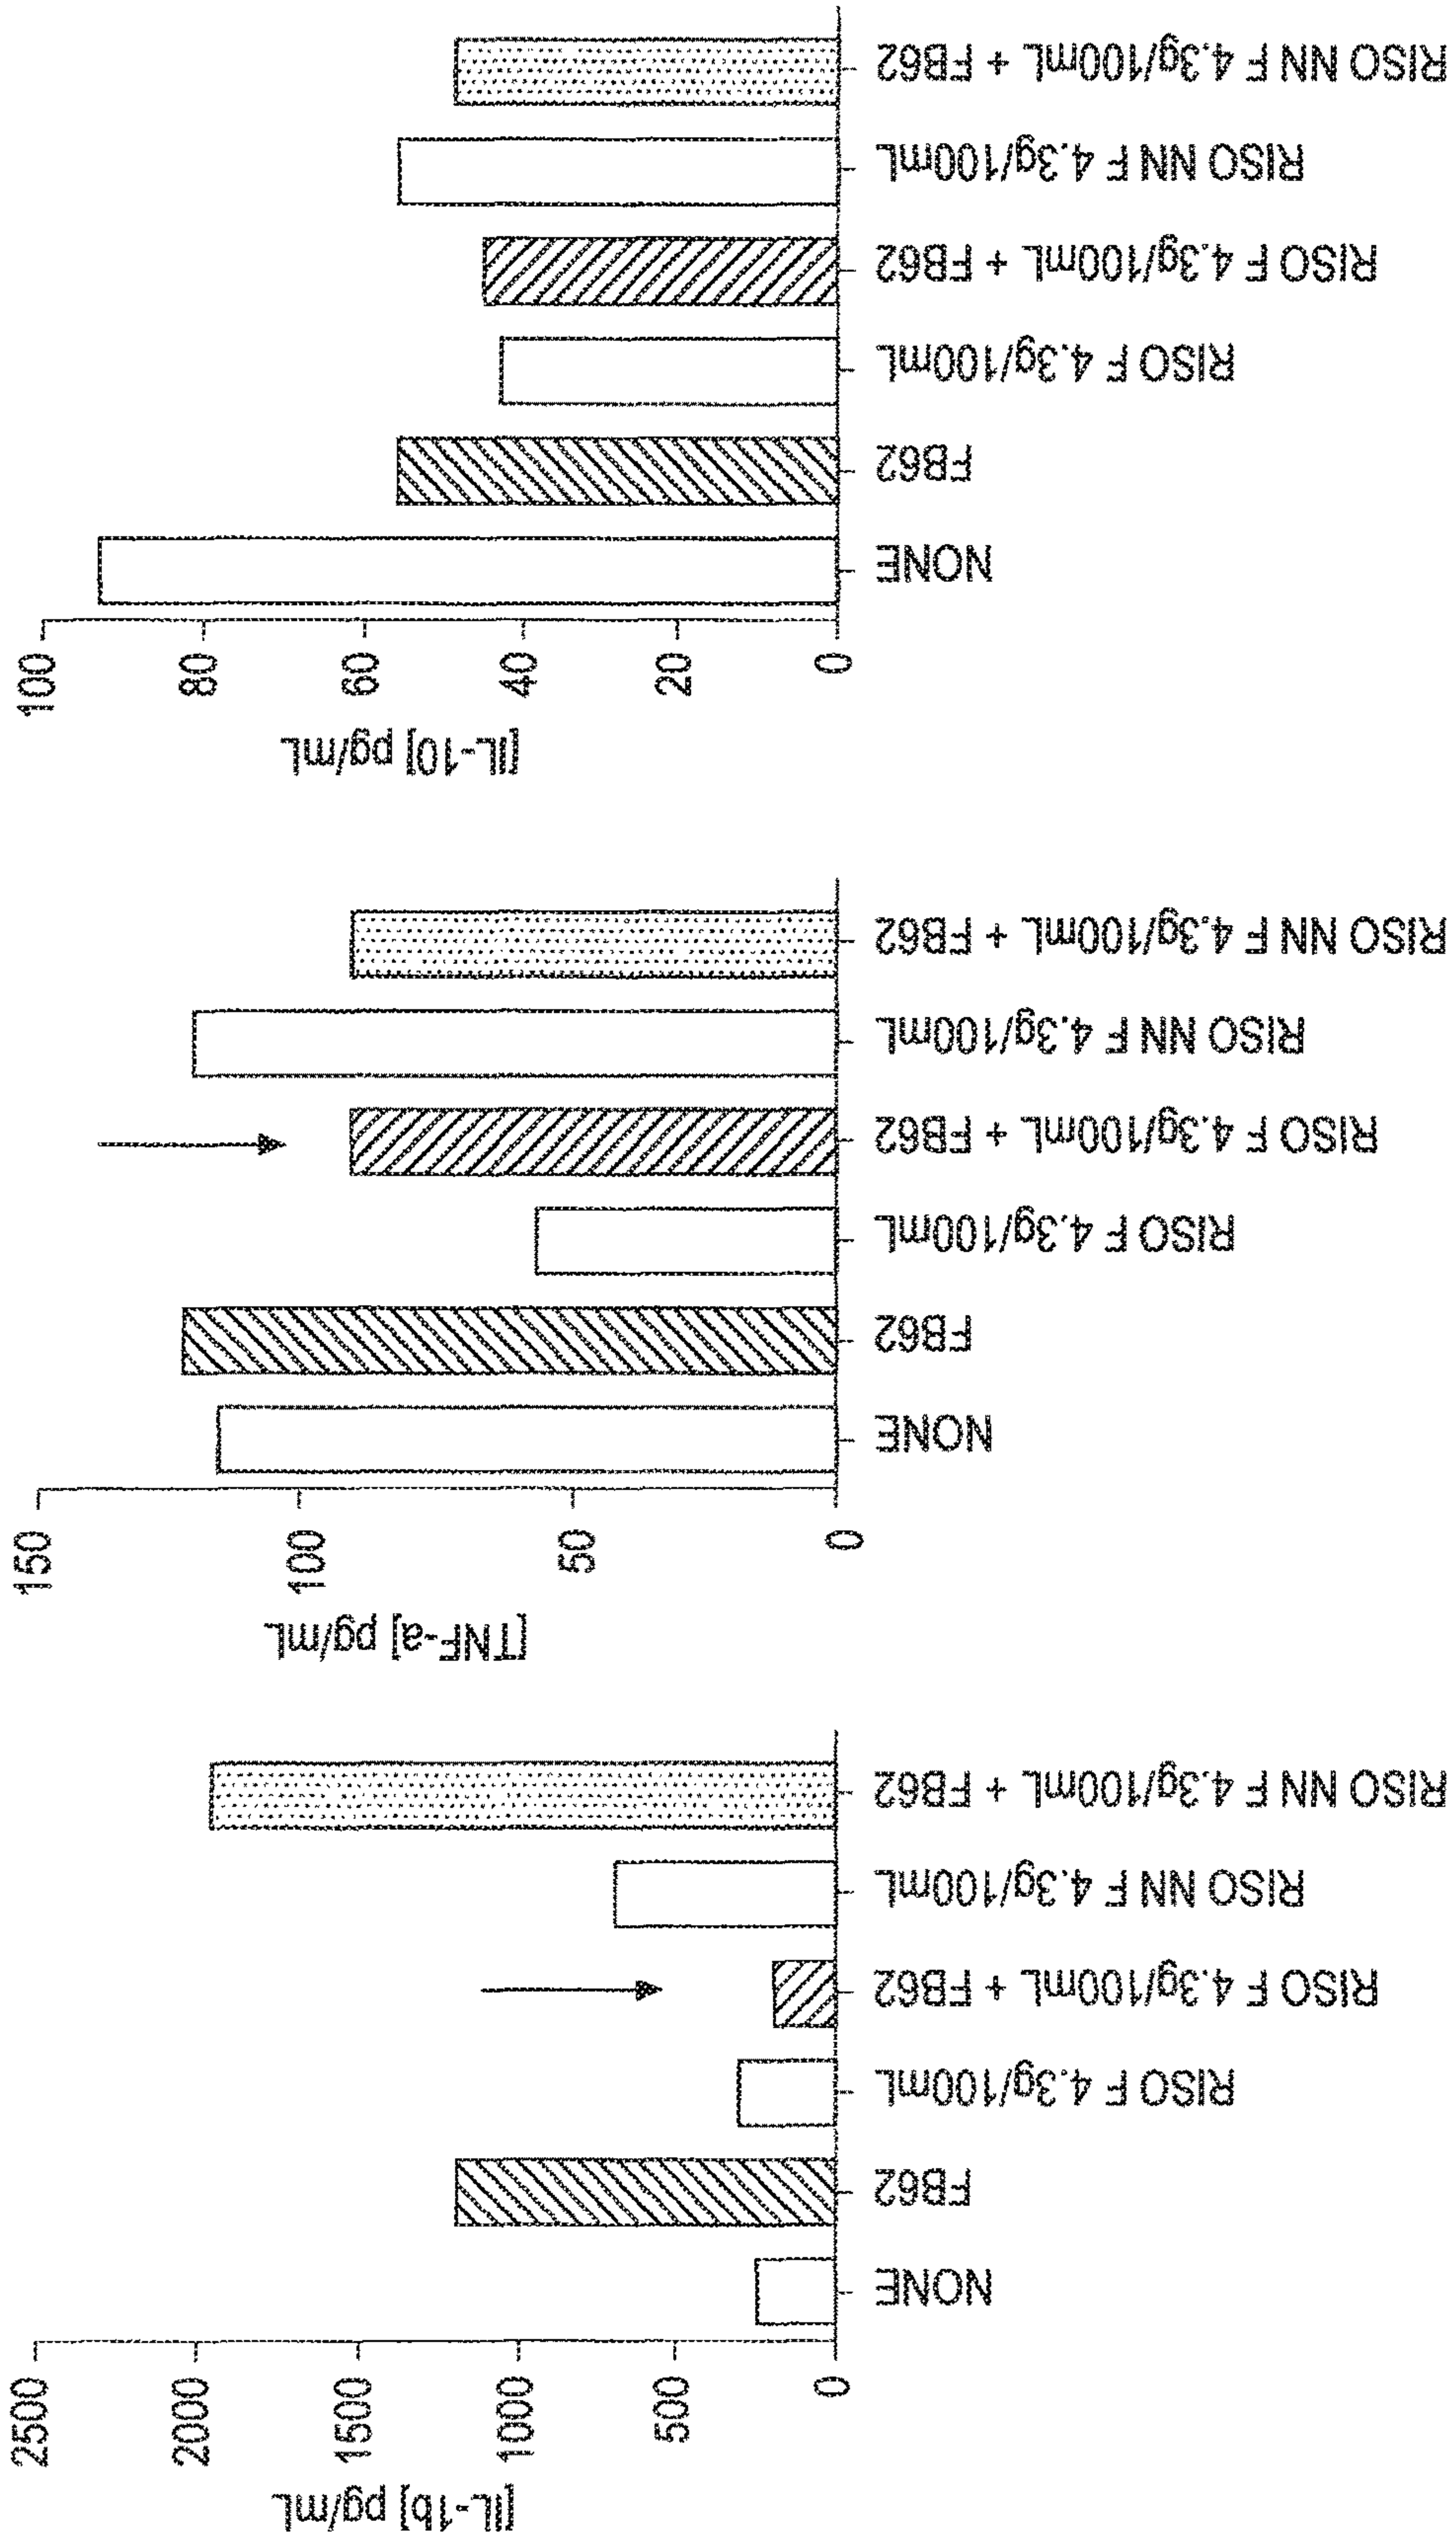 [IL-10] pg/mL
100
80
60
40
20
0
NONE
FB62
RISO F 4.3g/100mL
RISO F 4.3g/100mL + FB62
RISO NN F 4.3g/100mL
RISO NN F 4.3g/100mL + FB62
[TNF-a] pg/mL
150
100
50
0
NONE
FB62
RISO F 4.3g/100mL
RISO F 4.3g/100mL + FB62
RISO NN F 4.3g/100mL
RISO NN F 4.3g/100mL + FB62
[IL-1b] pg/mL
2500
2000
1500
1000
500
0
NONE
FB62
RISO F 4.3g/100mL
RISO F 4.3g/100mL + FB62
RISO NN F 4.3g/100mL
RISO NN F 4.3g/100mL + FB62